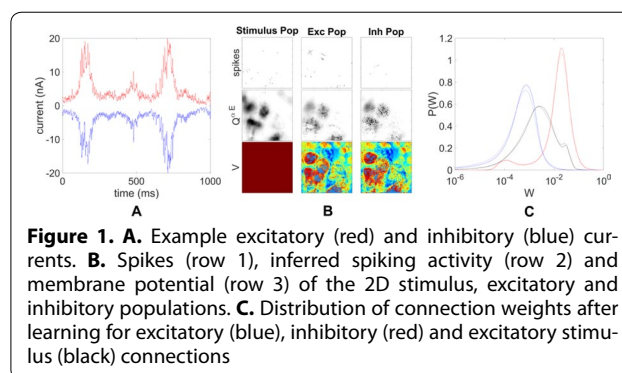 20
10
0
-10
-20
current (nA)
0 500 1000
time (ms)
A
Stimulus Pop Exc Pop Inh Pop
spikes
Q^αE
V
B
P(W)
1.2
1
0.8
0.6
0.4
0.2
0
10^-6 10^-4 10^-2 10^0
W
C
Figure 1. A. Example excitatory (red) and inhibitory (blue) cur-
rents. B. Spikes (row 1), inferred spiking activity (row 2) and
membrane potential (row 3) of the 2D stimulus, excitatory and
inhibitory populations. C. Distribution of connection weights after
learning for excitatory (blue), inhibitory (red) and excitatory stimu-
lus (black) connections